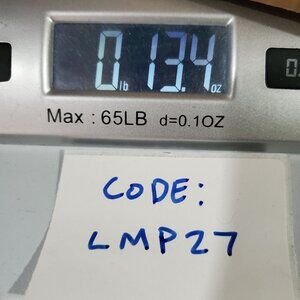 0 lb 13.4 oz
Max : 65LB d=0.1OZ
CODE:
LMP27